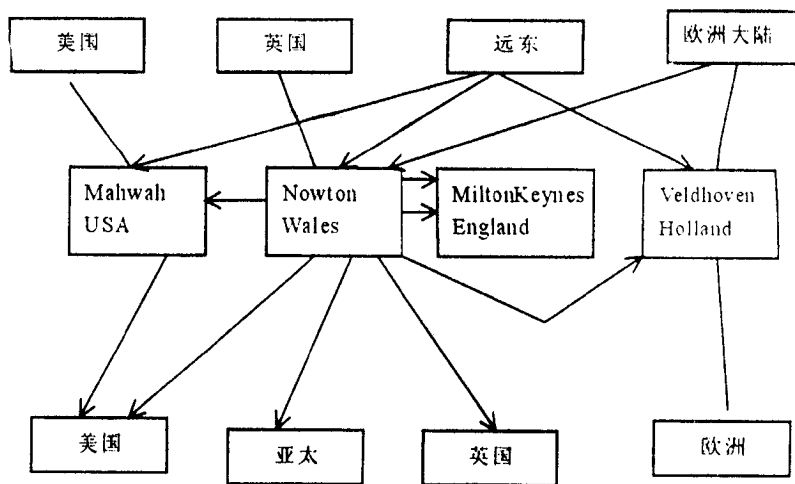 美国
英国
远东
欧洲大陆
Mahwah
USA
Nowton
Wales
MiltonKeynes
England
Veldhoven
Holland
美国
亚太
英国
欧洲